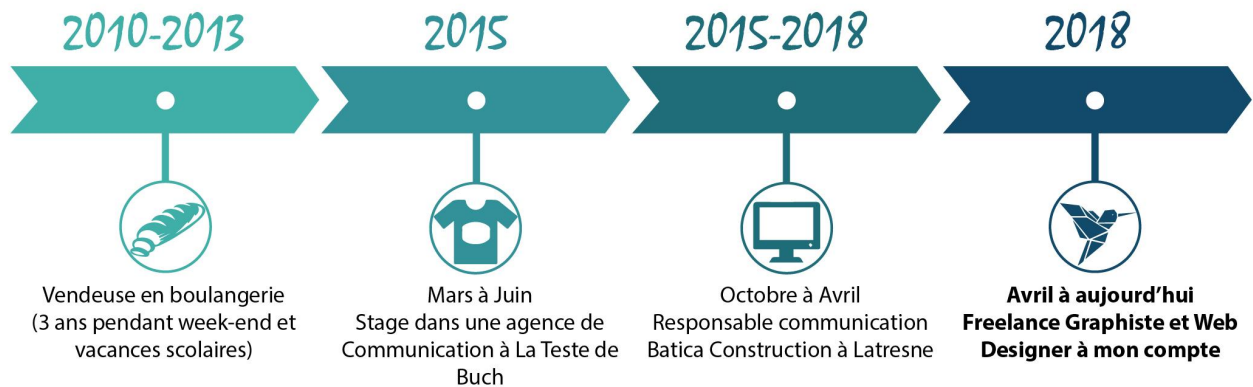 2010-2013
2015
2015-2018
2018
Vendeuse en boulangerie
(3 ans pendant week-end et
vacances scolaires)
Mars à Juin
Stage dans une agence de
Communication à La Teste de
Buch
Octobre à Avril
Responsable communication
Batica Construction à Latresne
Avril à aujourd’hui
Freelance Graphiste et Web
Designer à mon compte